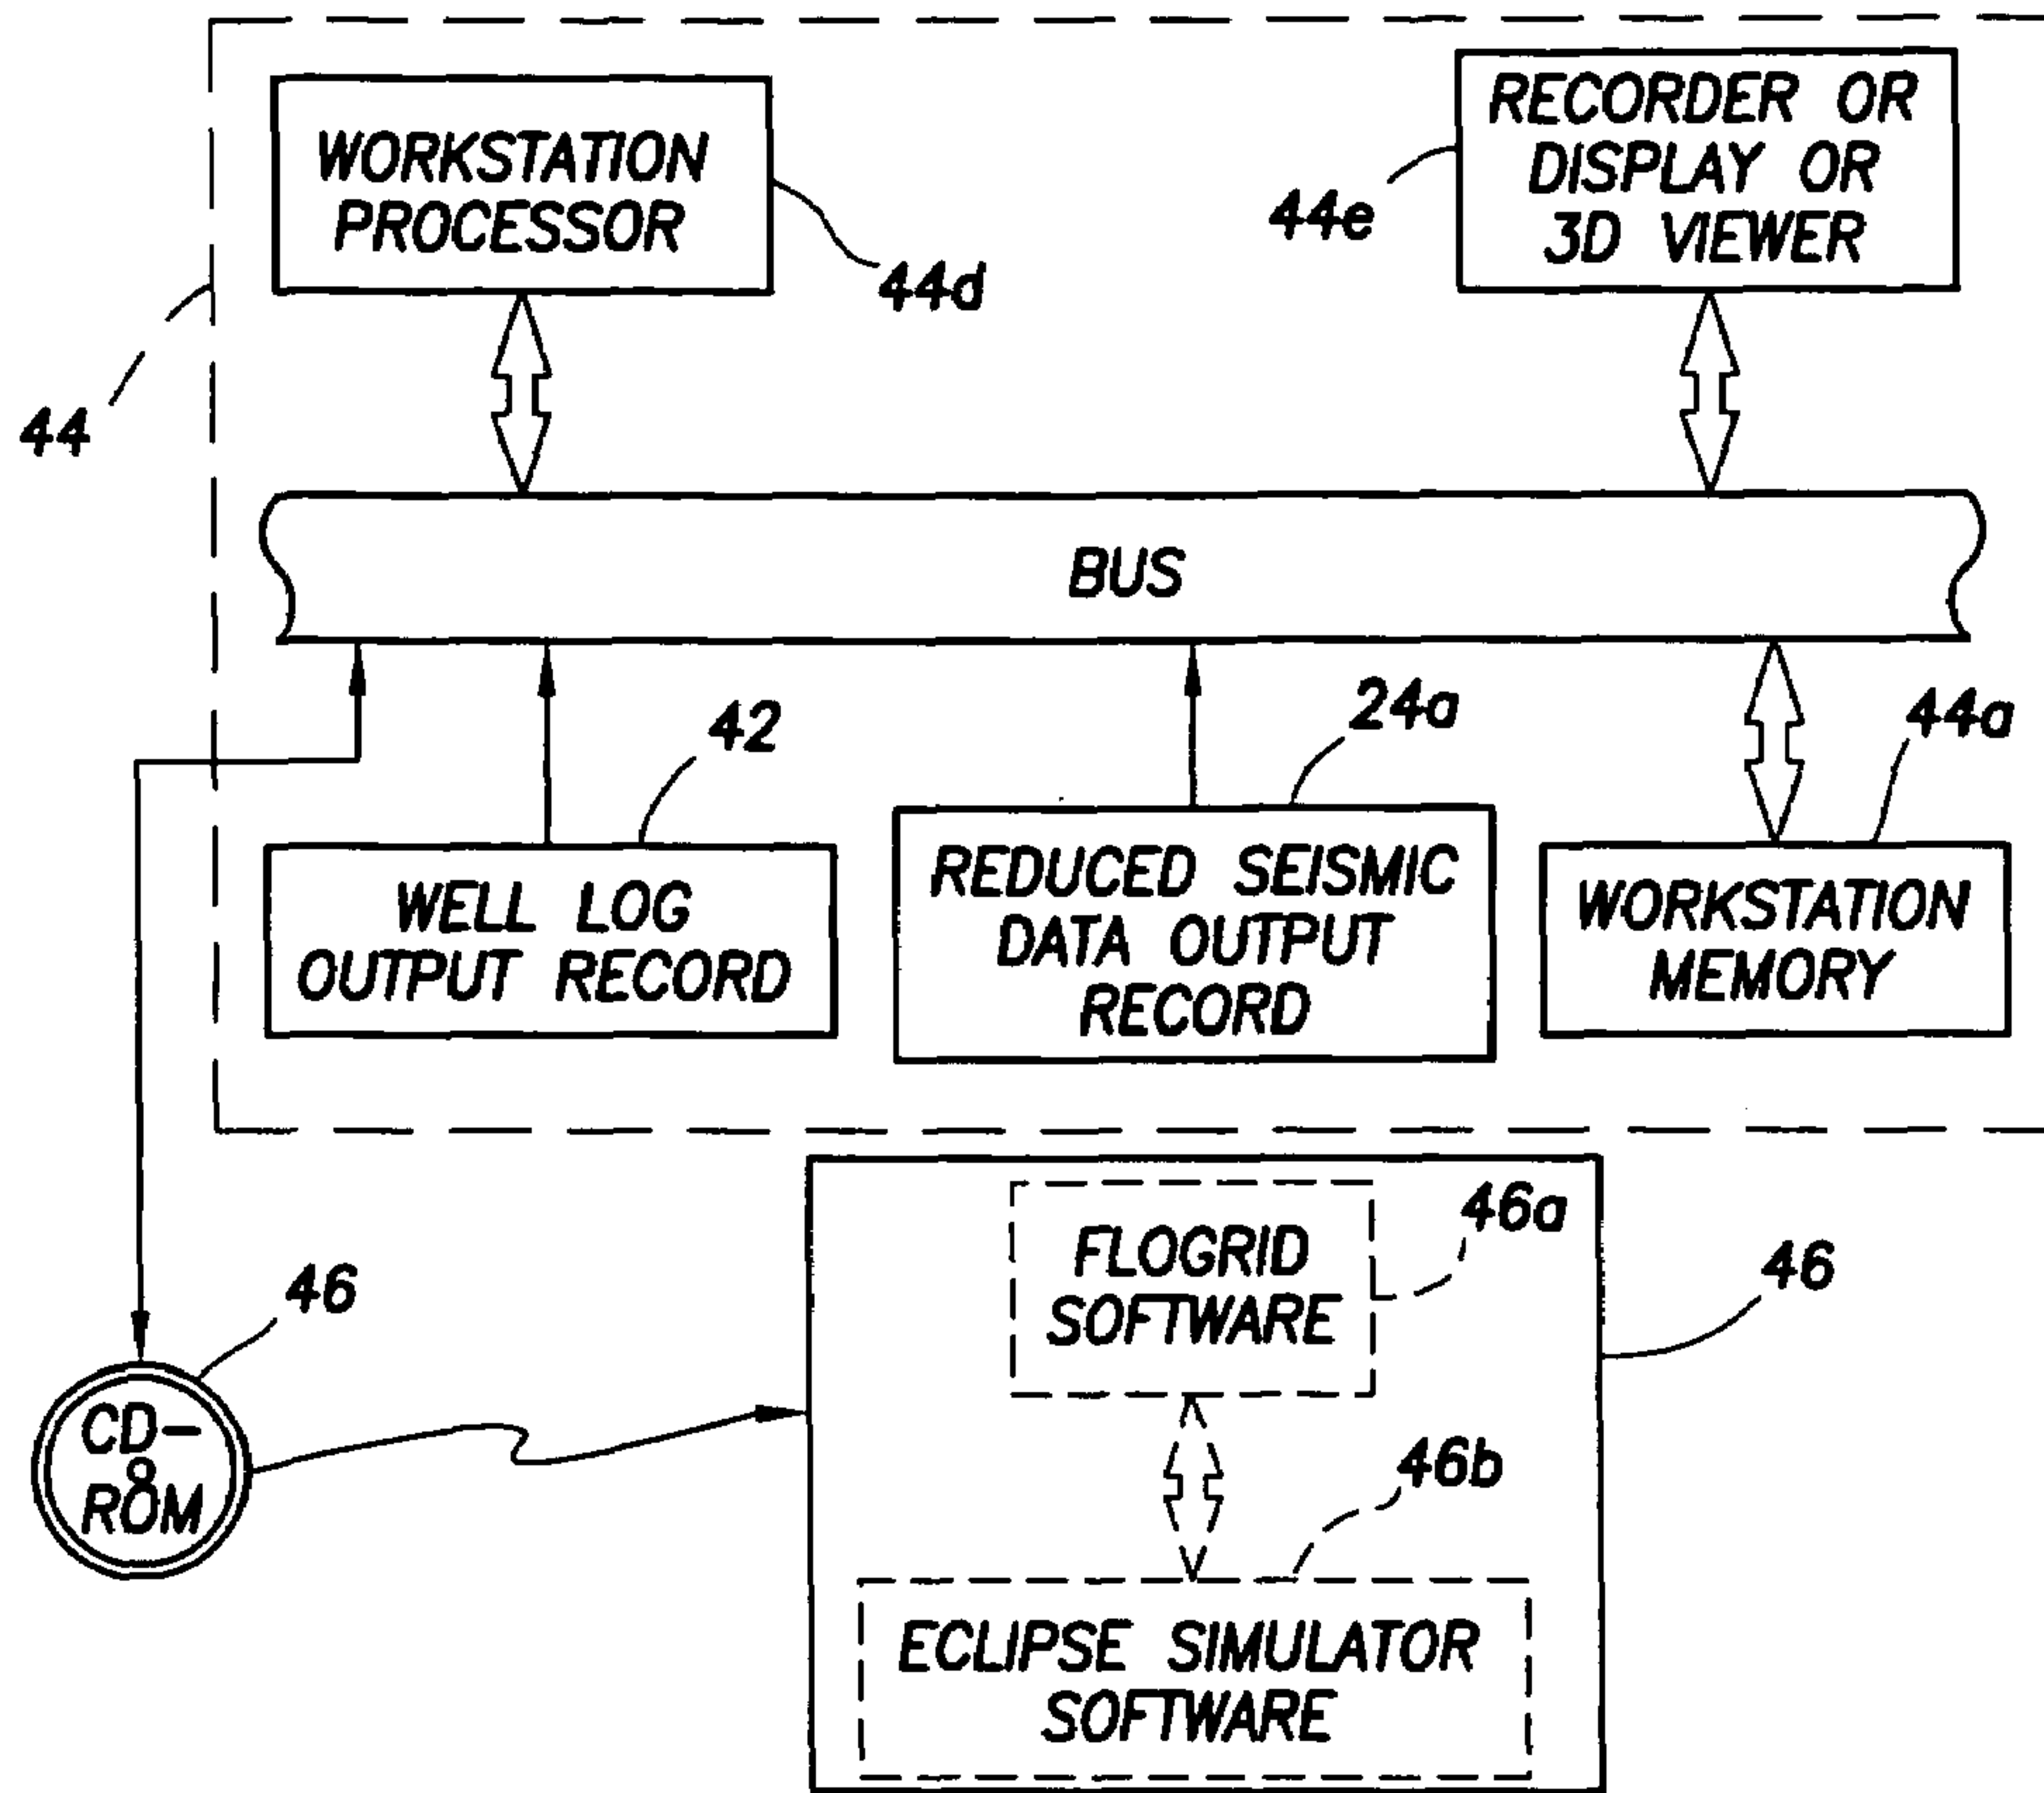 WORKSTATION
PROCESSOR
44d
RECORDER OR
DISPLAY OR
3D VIEWER
44e
44
BUS
42
24a
44a
WELL LOG
OUTPUT RECORD
REDUCED SEISMIC
DATA OUTPUT
RECORD
WORKSTATION
MEMORY
46
CD-
ROM
FLOGRID
SOFTWARE
46a
46
46b
ECLIPSE SIMULATOR
SOFTWARE